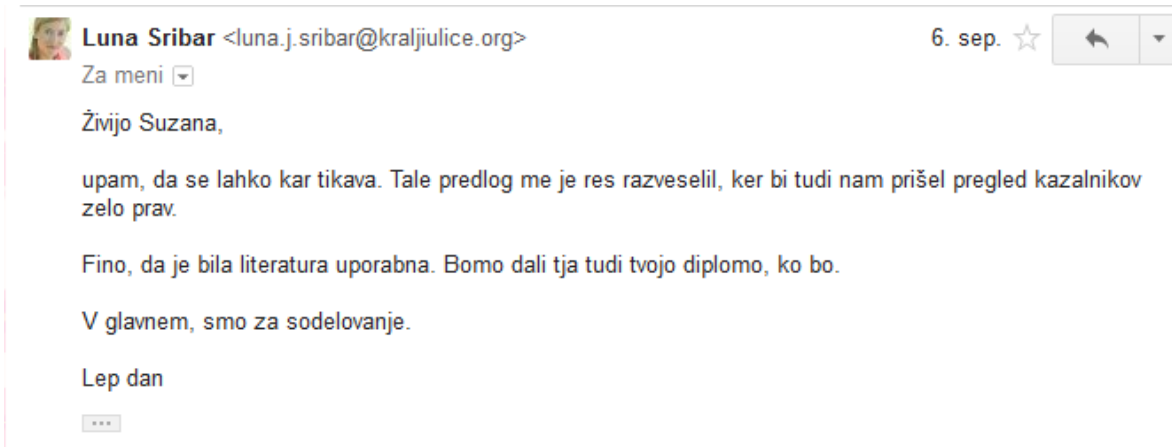 Luna Sribar <luna.j.sribar@kraljiulice.org> 6. sep.
Za meni
Živijo Suzana,
upam, da se lahko kar tikava. Tale predlog me je res razveselil, ker bi tudi nam prišel pregled kazalnikov
zelo prav.
Fino, da je bila literatura uporabna. Bomo dali tja tudi tvojo diplomo, ko bo.
V glavnem, smo za sodelovanje.
Lep dan